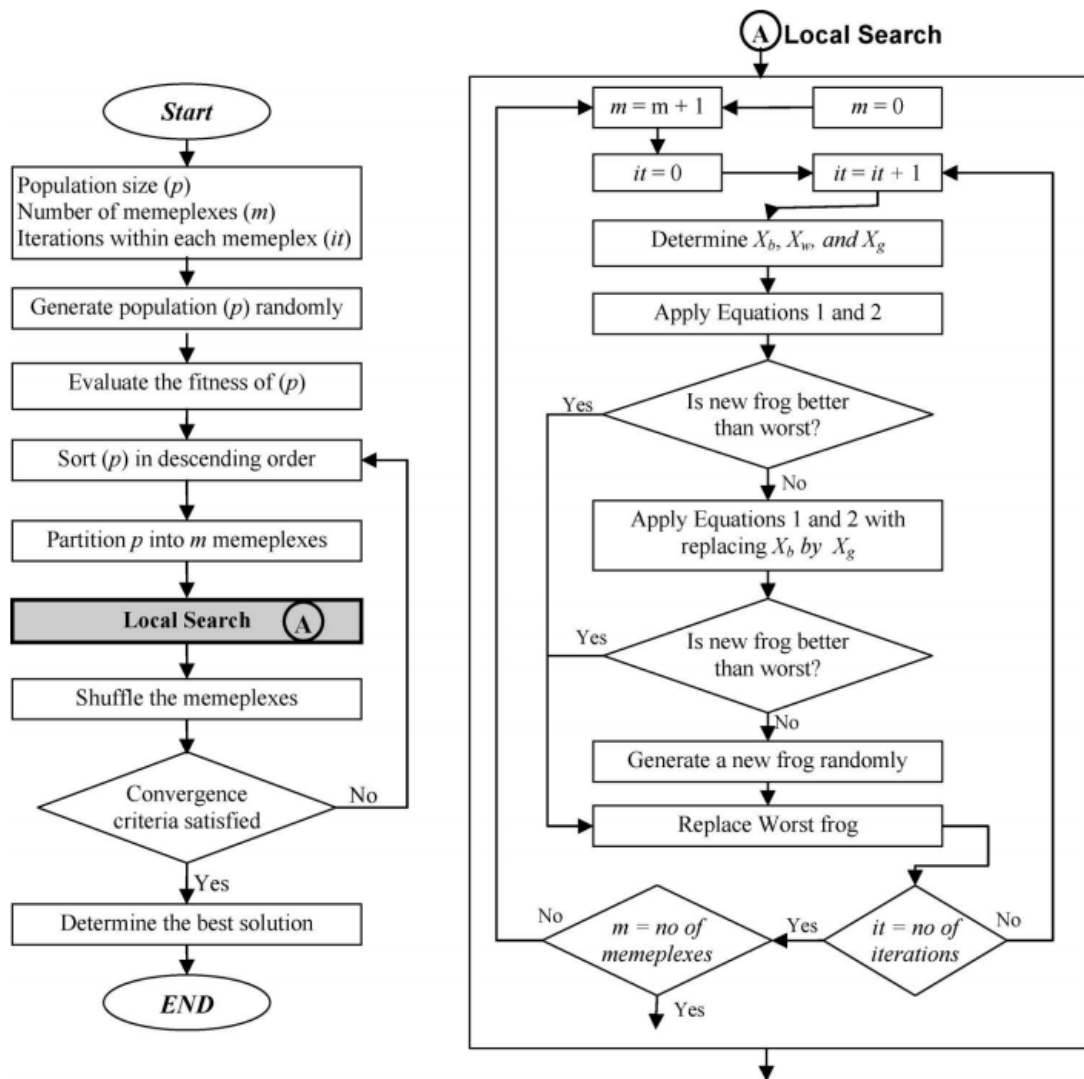 Start
Population size (p)
Number of memeplexes (m)
Iterations within each memeplex (it)
Generate population (p) randomly
Evaluate the fitness of (p)
Sort (p) in descending order
Partition p into m memeplexes
Local Search A
Shuffle the memeplexes
Convergence
criteria satisfied
No
Yes
Determine the best solution
END
A Local Search
m = m + 1
m = 0
it = 0
it = it + 1
Determine Xb, Xw, and Xg
Apply Equations 1 and 2
Yes
Is new frog better
than worst?
No
Apply Equations 1 and 2 with
replacing Xb by Xg
Yes
Is new frog better
than worst?
No
Generate a new frog randomly
Replace Worst frog
No
m = no of
memeplexes
Yes
it = no of
iterations
No
Yes